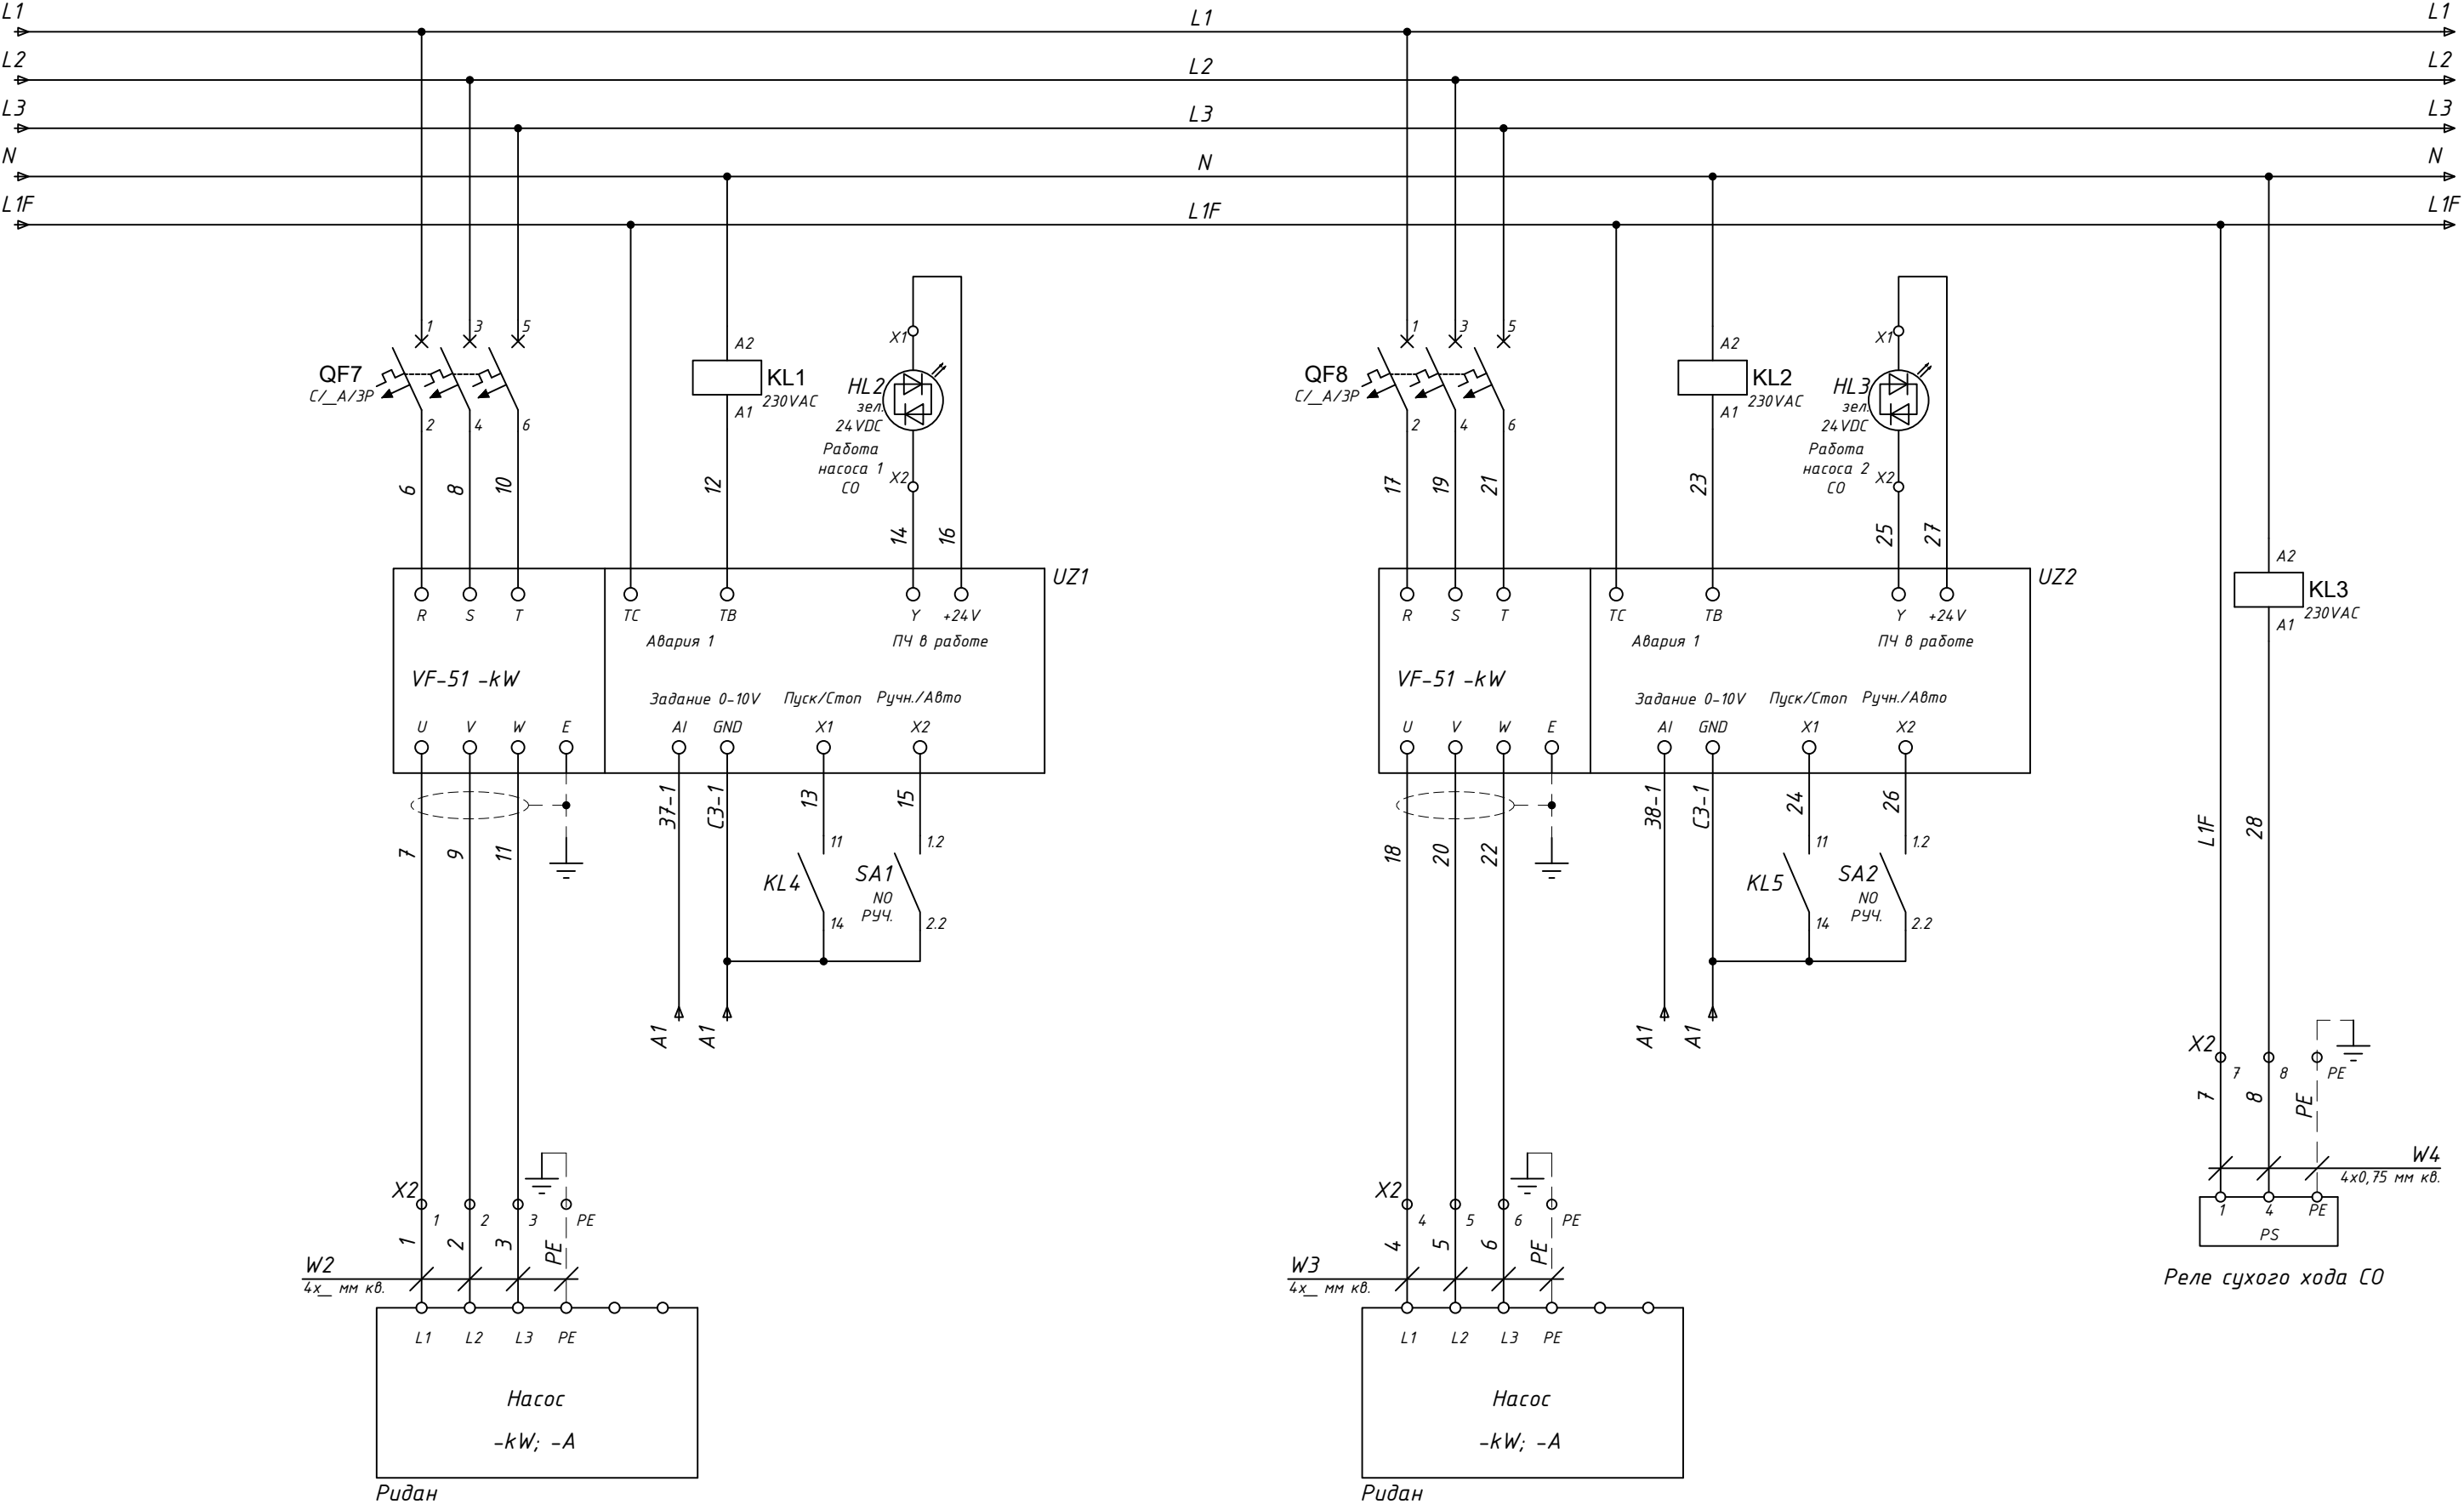 L1 L1 L1
L2 L2 L2
L3 L3 L3
N N N
L1F L1F L1F
QF7
C/__A/3P
1 3 5
2 4 6
6 8 10
A2
KL1
230VAC
A1
12
X1
HL2
зел.
24VDC
Работа
насоса 1
СО
X2
14 16
UZ1
R S T TC TB Y +24V
Авария 1 ПЧ в работе
VF-51 -kW
Задание 0-10V Пуск/Стоп Ручн./Авто
U V W E AI GND X1 X2
37-1 C3-1 13 15
7 9 11
11 1.2
KL4 SA1
NO
РУЧ.
14 2.2
A1 A1
X2
1 2 3 PE
1 2 3 PE
W2
4x__ мм кв.
L1 L2 L3 PE
Насос
-kW; -A
Ридан
QF8
C/__A/3P
1 3 5
2 4 6
17 19 21
A2
KL2
230VAC
A1
23
X1
HL3
зел.
24VDC
Работа
насоса 2
СО
X2
25 27
UZ2
R S T TC TB Y +24V
Авария 1 ПЧ в работе
VF-51 -kW
Задание 0-10V Пуск/Стоп Ручн./Авто
U V W E AI GND X1 X2
38-1 C3-1 24 26
18 20 22
11 1.2
KL5 SA2
NO
РУЧ.
14 2.2
A1 A1
X2
4 5 6 PE
4 5 6 PE
W3
4x__ мм кв.
L1 L2 L3 PE
Насос
-kW; -A
Ридан
A2
KL3
230VAC
A1
L1F 28
X2
7 8 PE
7 8 PE
W4
4x0,75 мм кв.
1 4 PE
PS
Реле сухого хода СО